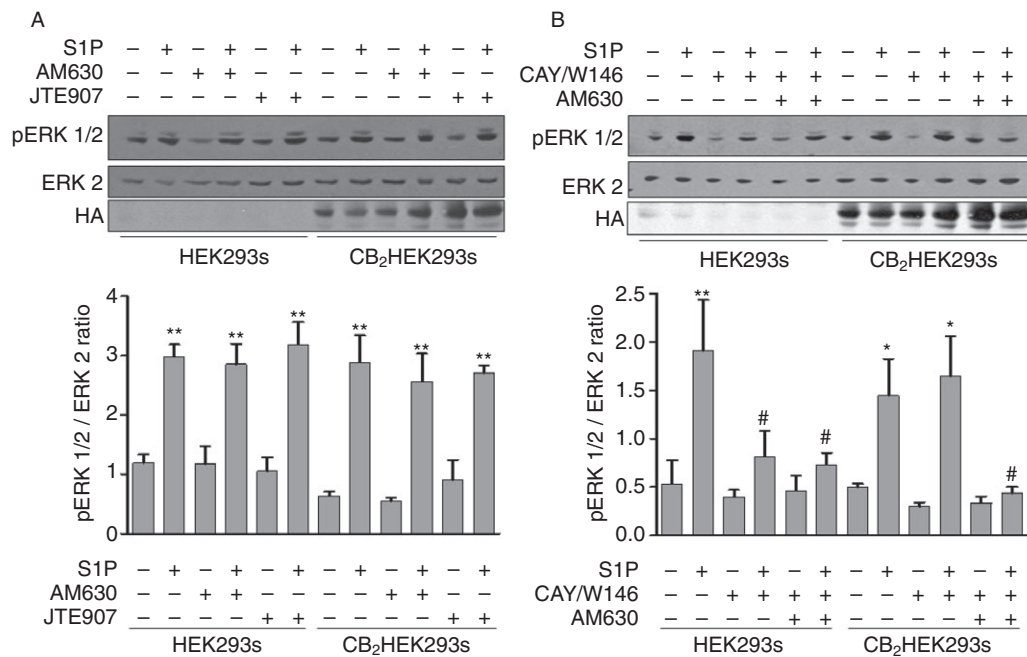 A
S1P – + – + – + – + – + – +
AM630 – – + + – – – – + + – –
JTE907 – – – – + + – – – – + +
pERK 1/2
ERK 2
HA
HEK293s CB₂HEK293s
4
3
2
1
0
pERK 1/2 / ERK 2 ratio
** ** ** ** ** **
S1P – + – + – + – + – + – +
AM630 – – + + – – – – + + – –
JTE907 – – – – + + – – – – + +
HEK293s CB₂HEK293s
B
S1P – + – + – + – + – + – +
CAY/W146 – – + + + + – – + + + +
AM630 – – – – + + – – – – + +
pERK 1/2
ERK 2
HA
HEK293s CB₂HEK293s
2.5
2.0
1.5
1.0
0.5
0.0
pERK 1/2 / ERK 2 ratio
** # # * * #
S1P – + – + – + – + – + – +
CAY/W146 – – + + + + – – + + + +
AM630 – – – – + + – – – – + +
HEK293s CB₂HEK293s